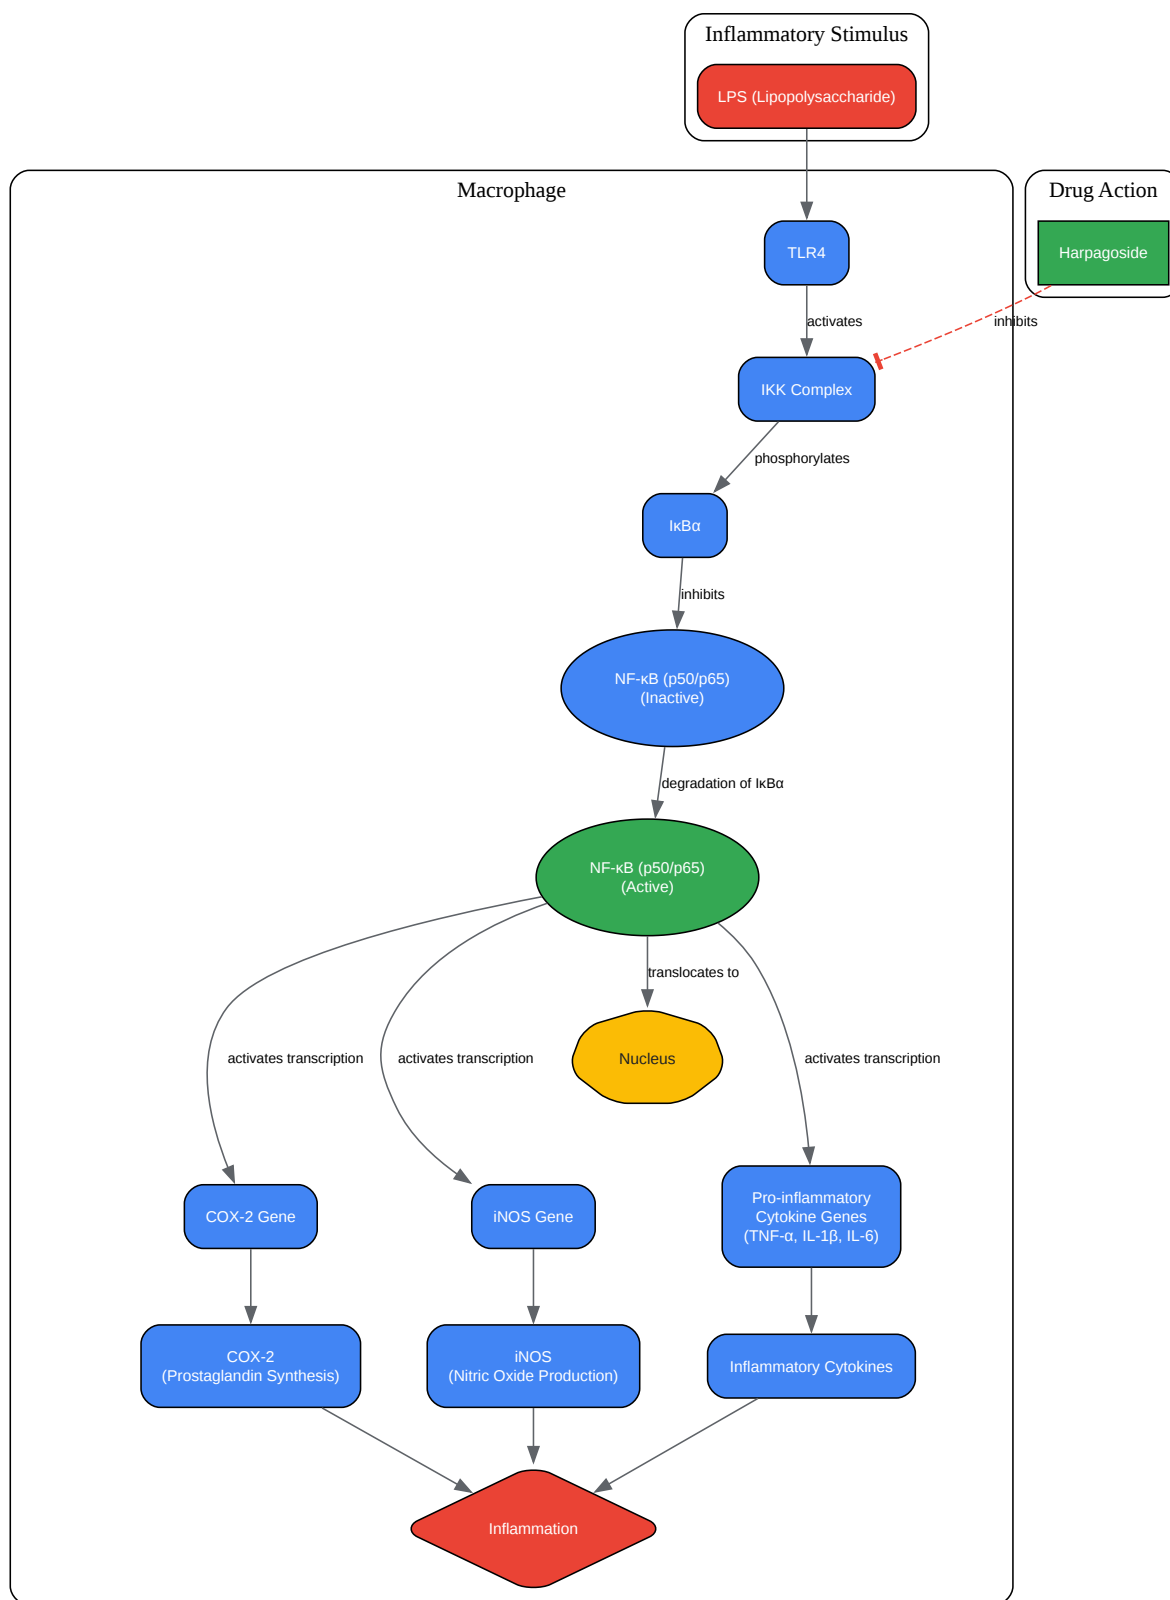 Inflammatory Stimulus
LPS (Lipopolysaccharide)
Macrophage
Drug Action
TLR4
Harpagoside
activates
inhibits
IKK Complex
phosphorylates
IκBα
inhibits
NF-κB (p50/p65)
(Inactive)
degradation of IκBα
NF-κB (p50/p65)
(Active)
translocates to
activates transcription
activates transcription
Nucleus
activates transcription
COX-2 Gene
iNOS Gene
Pro-inflammatory
Cytokine Genes
(TNF-α, IL-1β, IL-6)
COX-2
(Prostaglandin Synthesis)
iNOS
(Nitric Oxide Production)
Inflammatory Cytokines
Inflammation